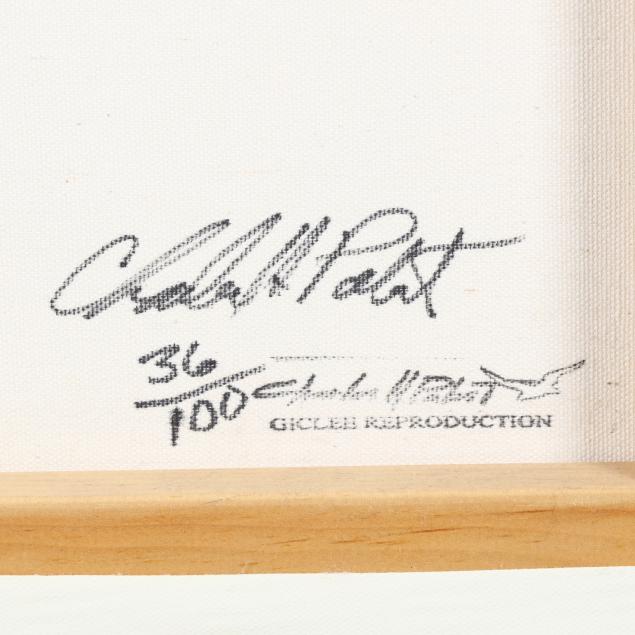 Charles H Pabst
36/100
Charles H Pabst
GICLEE REPRODUCTION